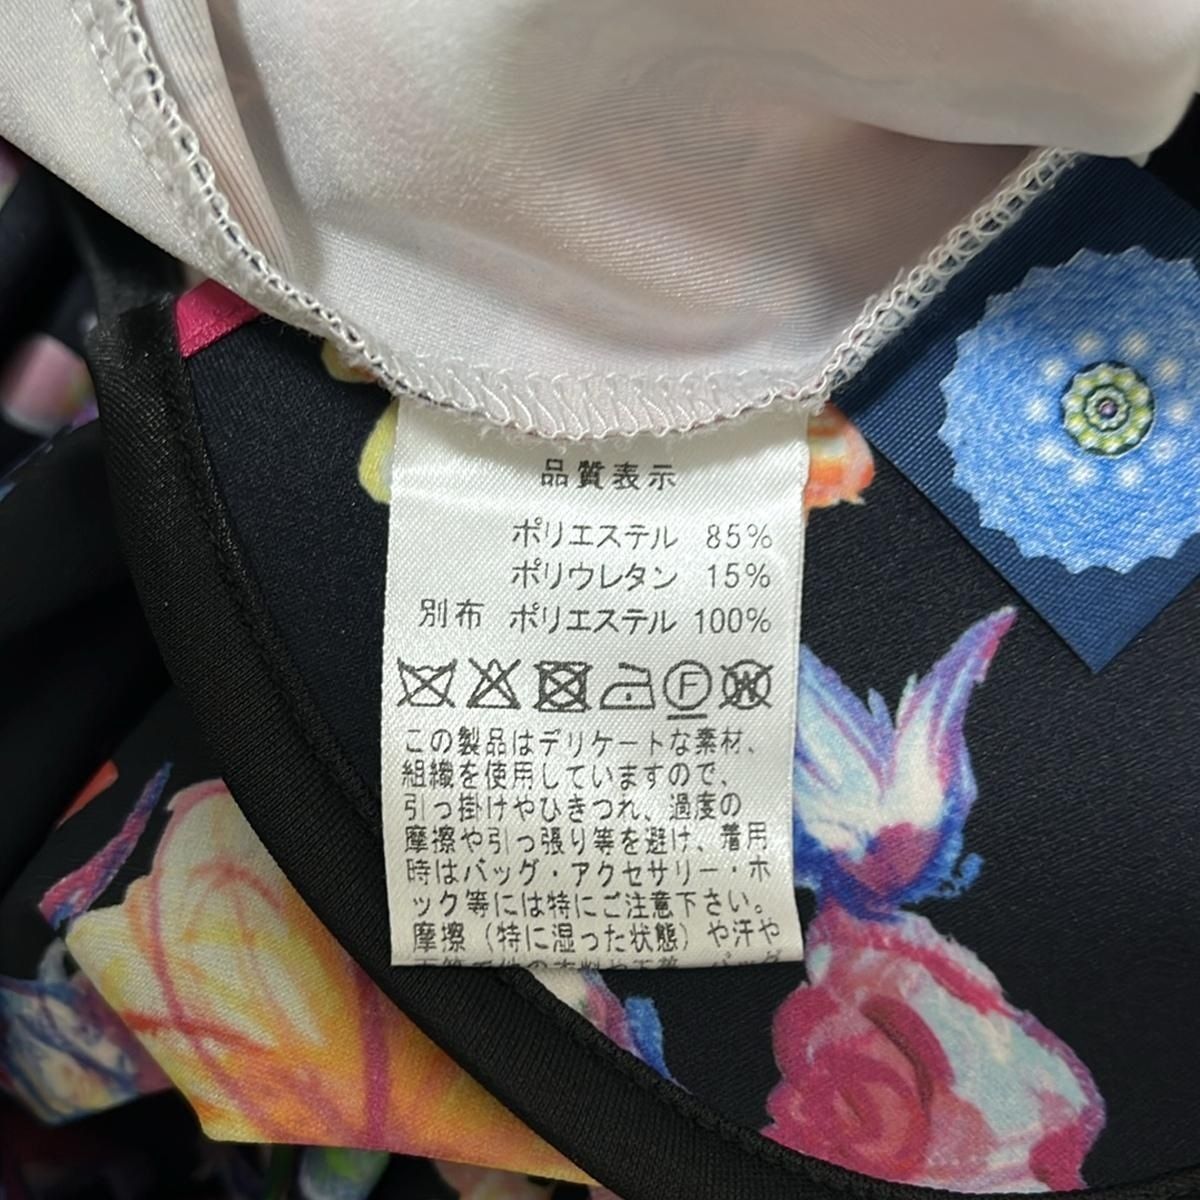 品質表示
ポリエステル 85%
ポリウレタン 15%
別布 ポリエステル 100%
F W
この製品はデリケートな素材、
組織を使用していますので、
引っ掛けやひきつれ、過度の
摩擦や引っ張り等を避け、着用
時はバッグ・アクセサリー・ホ
ック等には特にご注意下さい。
摩擦（特に湿った状態）や汗や